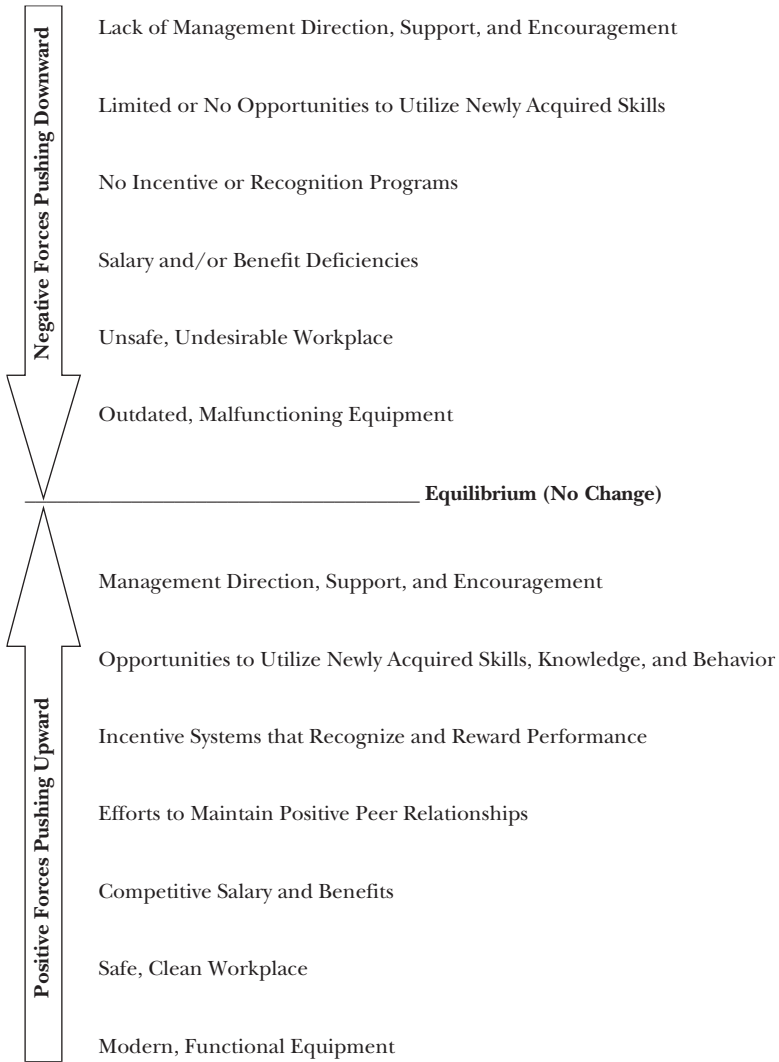 Negative Forces Pushing Downward
Lack of Management Direction, Support, and Encouragement
Limited or No Opportunities to Utilize Newly Acquired Skills
No Incentive or Recognition Programs
Salary and/or Benefit Deficiencies
Unsafe, Undesirable Workplace
Outdated, Malfunctioning Equipment
Equilibrium (No Change)
Positive Forces Pushing Upward
Management Direction, Support, and Encouragement
Opportunities to Utilize Newly Acquired Skills, Knowledge, and Behavior
Incentive Systems that Recognize and Reward Performance
Efforts to Maintain Positive Peer Relationships
Competitive Salary and Benefits
Safe, Clean Workplace
Modern, Functional Equipment